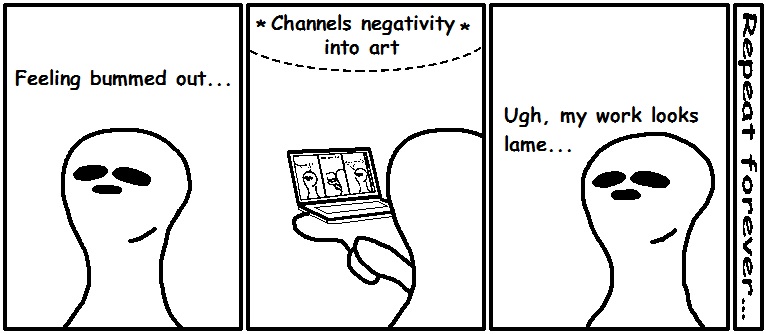 Feeling bummed out...
* Channels negativity *
into art
Ugh, my work looks
lame...
Repeat forever...